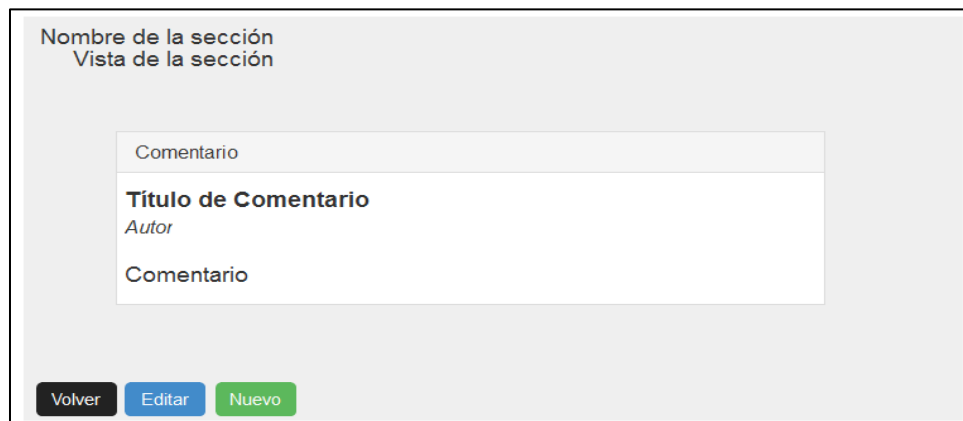 Nombre de la sección
Vista de la sección
Comentario
Título de Comentario
Autor
Comentario
Volver Editar Nuevo